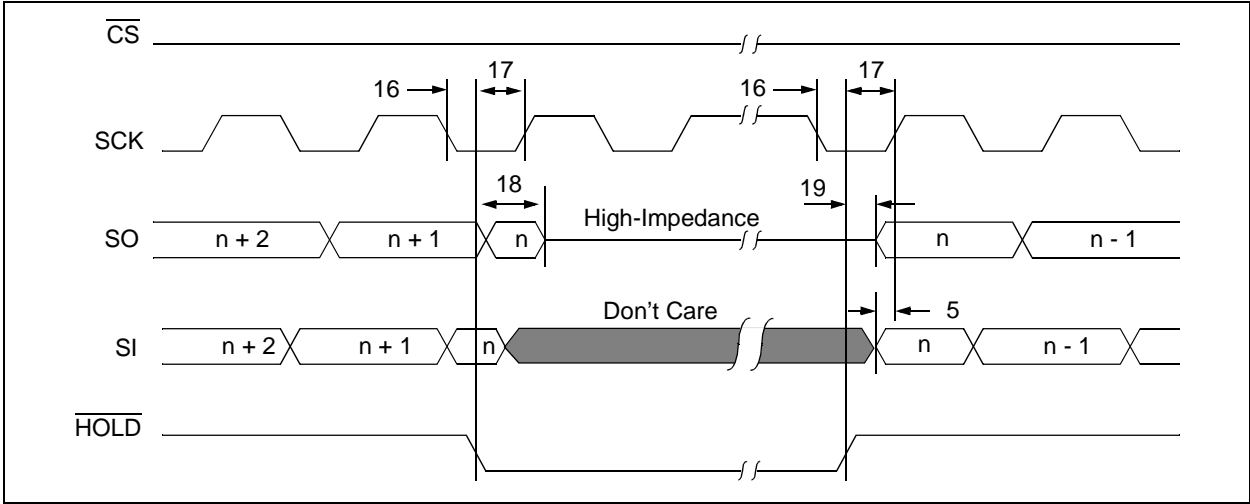 CS
17
17
16
16
SCK
18
19
High-Impedance
SO
n + 2
n + 1
n
n
n - 1
Don't Care
5
SI
n + 2
n + 1
n
n
n - 1
HOLD